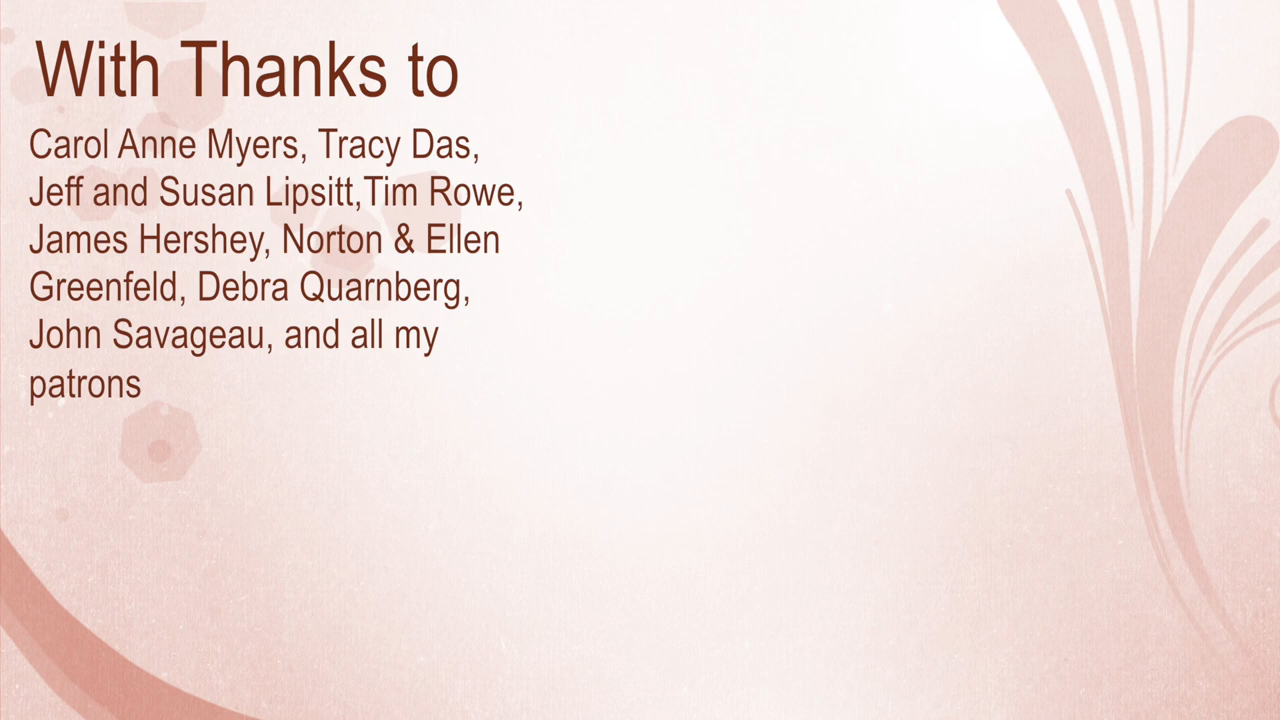 With Thanks to
Carol Anne Myers, Tracy Das,
Jeff and Susan Lipsitt,Tim Rowe,
James Hershey, Norton & Ellen
Greenfeld, Debra Quarnberg,
John Savageau, and all my
patrons